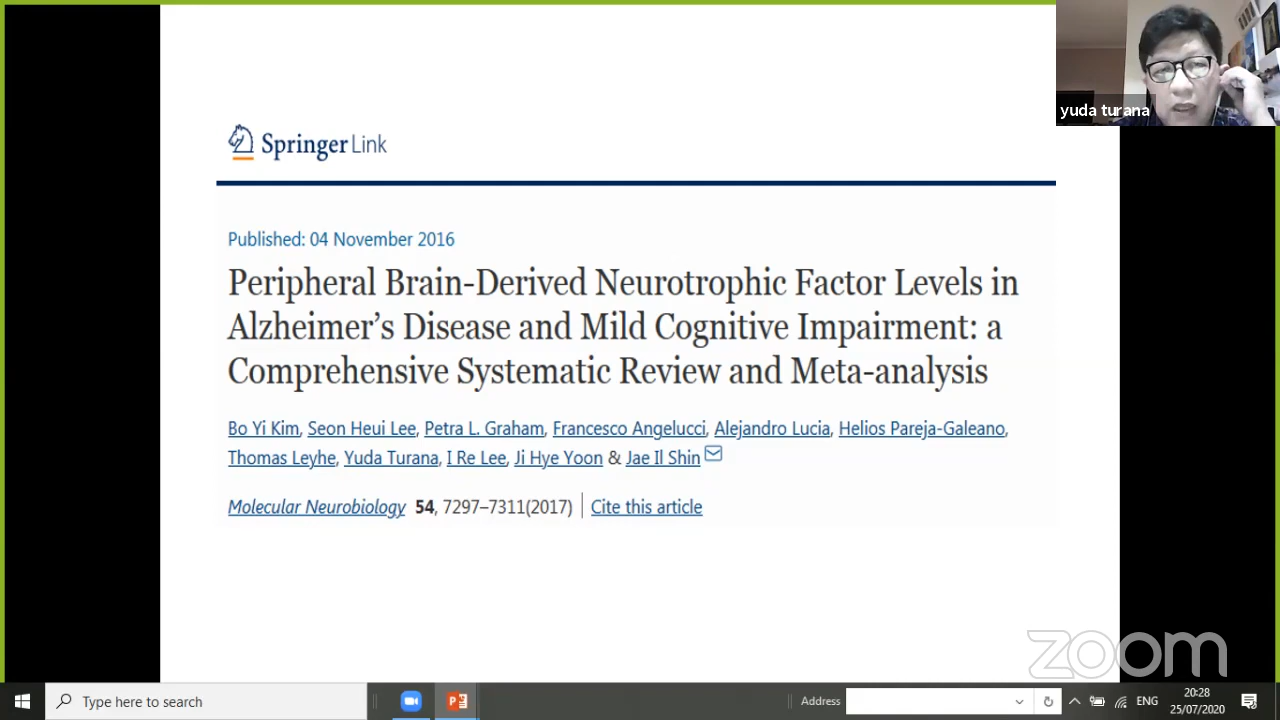 yuda turana
Springer Link
Published: 04 November 2016
Peripheral Brain-Derived Neurotrophic Factor Levels in
Alzheimer’s Disease and Mild Cognitive Impairment: a
Comprehensive Systematic Review and Meta-analysis
Bo Yi Kim, Seon Heui Lee, Petra L. Graham, Francesco Angelucci, Alejandro Lucia, Helios Pareja-Galeano,
Thomas Leyhe, Yuda Turana, I Re Lee, Ji Hye Yoon & Jae Il Shin
Molecular Neurobiology 54, 7297–7311(2017) Cite this article
zoom
Type here to search
Address
ENG
20:28
25/07/2020